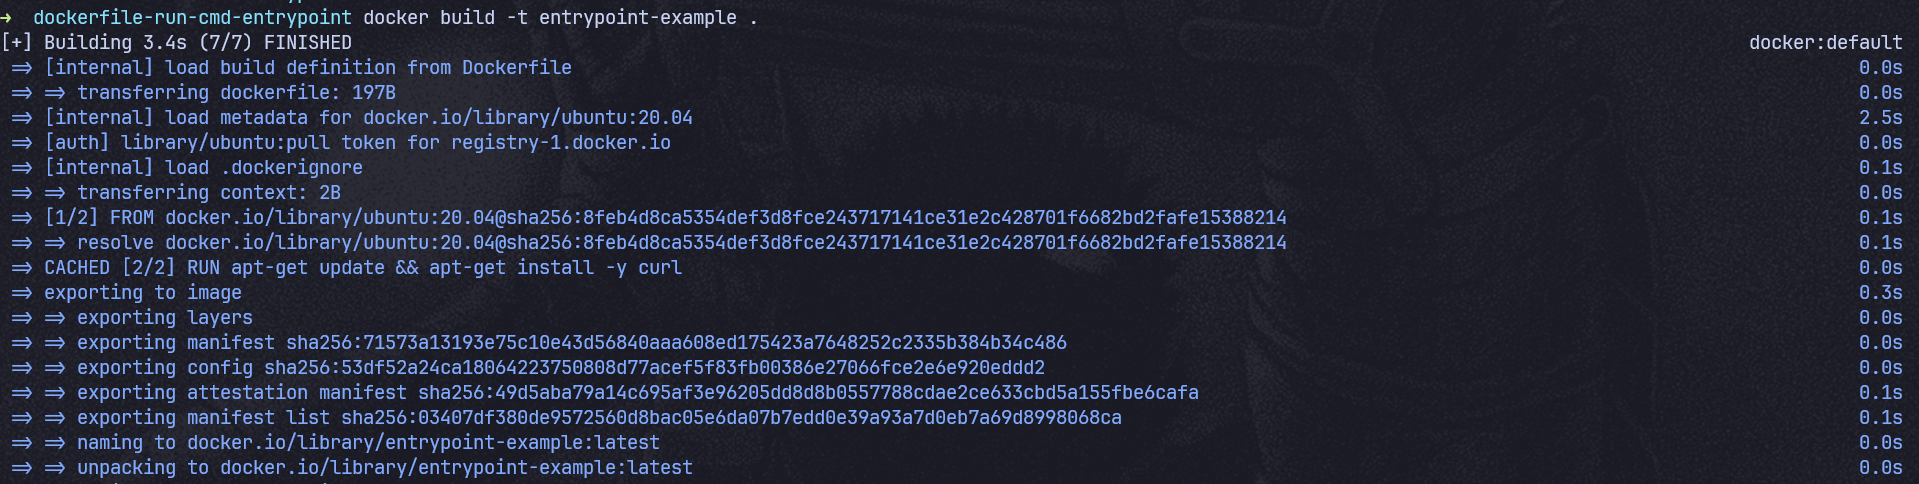 ➜  dockerfile-run-cmd-entrypoint docker build -t entrypoint-example .
[+] Building 3.4s (7/7) FINISHED docker:default
=> [internal] load build definition from Dockerfile 0.0s
=> => transferring dockerfile: 197B 0.0s
=> [internal] load metadata for docker.io/library/ubuntu:20.04 2.5s
=> [auth] library/ubuntu:pull token for registry-1.docker.io 0.0s
=> [internal] load .dockerignore 0.1s
=> => transferring context: 2B 0.0s
=> [1/2] FROM docker.io/library/ubuntu:20.04@sha256:8feb4d8ca5354def3d8fce243717141ce31e2c428701f6682bd2fafe15388214 0.1s
=> => resolve docker.io/library/ubuntu:20.04@sha256:8feb4d8ca5354def3d8fce243717141ce31e2c428701f6682bd2fafe15388214 0.1s
=> CACHED [2/2] RUN apt-get update && apt-get install -y curl 0.0s
=> exporting to image 0.3s
=> => exporting layers 0.0s
=> => exporting manifest sha256:71573a13193e75c10e43d56840aaa608ed175423a7648252c2335b384b34c486 0.0s
=> => exporting config sha256:53df52a24ca18064223750808d77acef5f83fb00386e27066fce2e6e920eddd2 0.0s
=> => exporting attestation manifest sha256:49d5aba79a14c695af3e96205dd8d8b0557788cdae2ce633cbd5a155fbe6cafa 0.1s
=> => exporting manifest list sha256:03407df380de9572560d8bac05e6da07b7edd0e39a93a7d0eb7a69d8998068ca 0.1s
=> => naming to docker.io/library/entrypoint-example:latest 0.0s
=> => unpacking to docker.io/library/entrypoint-example:latest 0.0s